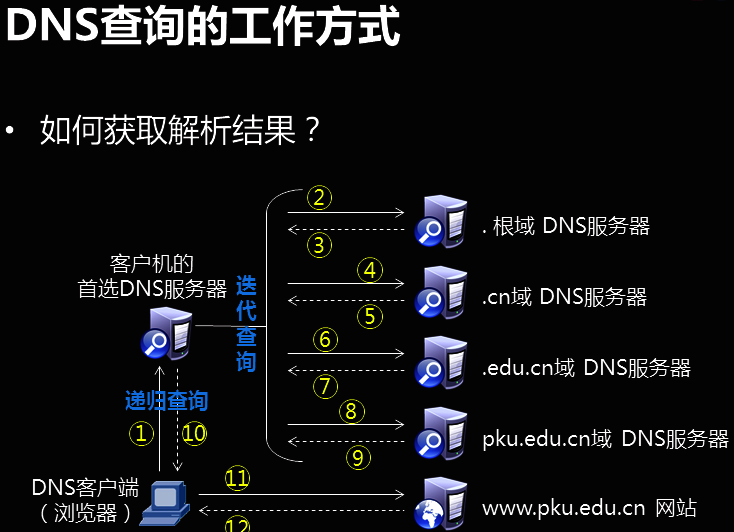 DNS查询的工作方式
• 如何获取解析结果？
②
③
. 根域 DNS服务器
客户机的
首选DNS服务器
迭代查询
④
⑤
.cn域 DNS服务器
⑥
⑦
.edu.cn域 DNS服务器
递归查询
①
⑩
⑧
⑨
pku.edu.cn域 DNS服务器
DNS客户端
（浏览器）
⑪
⑫
www.pku.edu.cn 网站